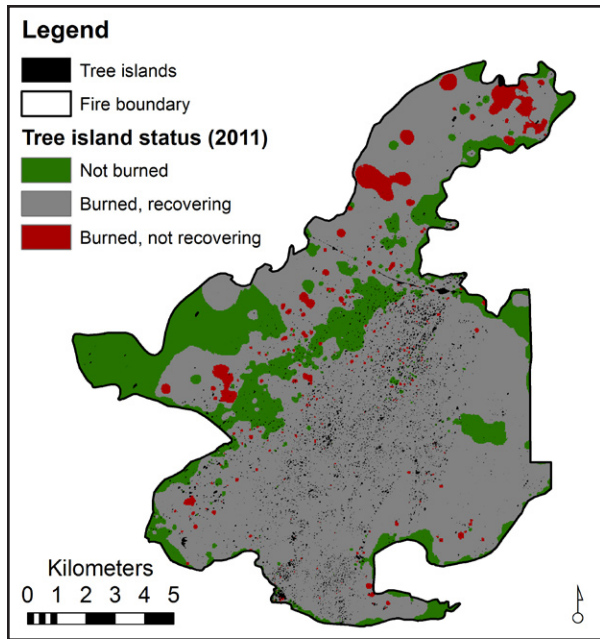 Legend
Tree islands
Fire boundary
Tree island status (2011)
Not burned
Burned, recovering
Burned, not recovering
Kilometers
0 1 2 3 4 5